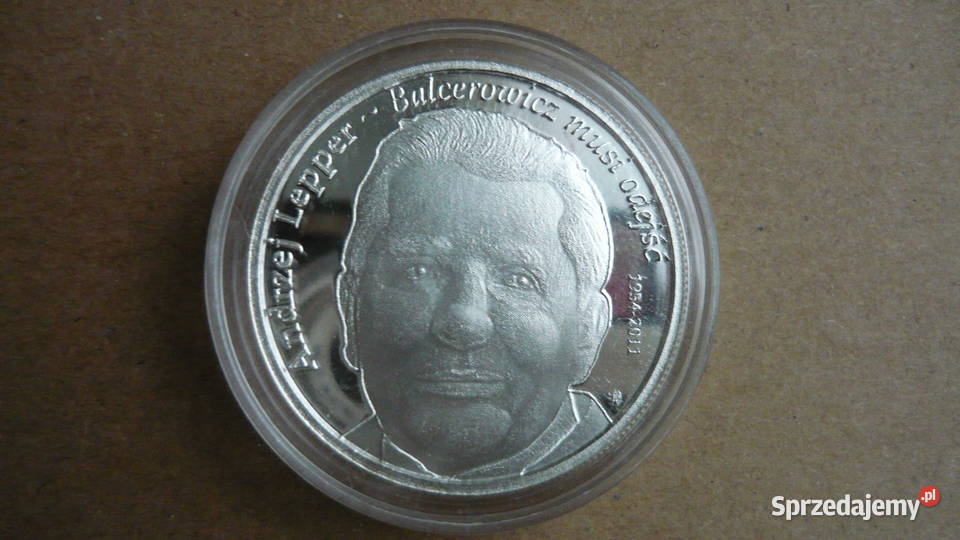 Andrzej Lepper ~ Balcerowicz musi odejść
1954-2011
Sprzedajemy.pl